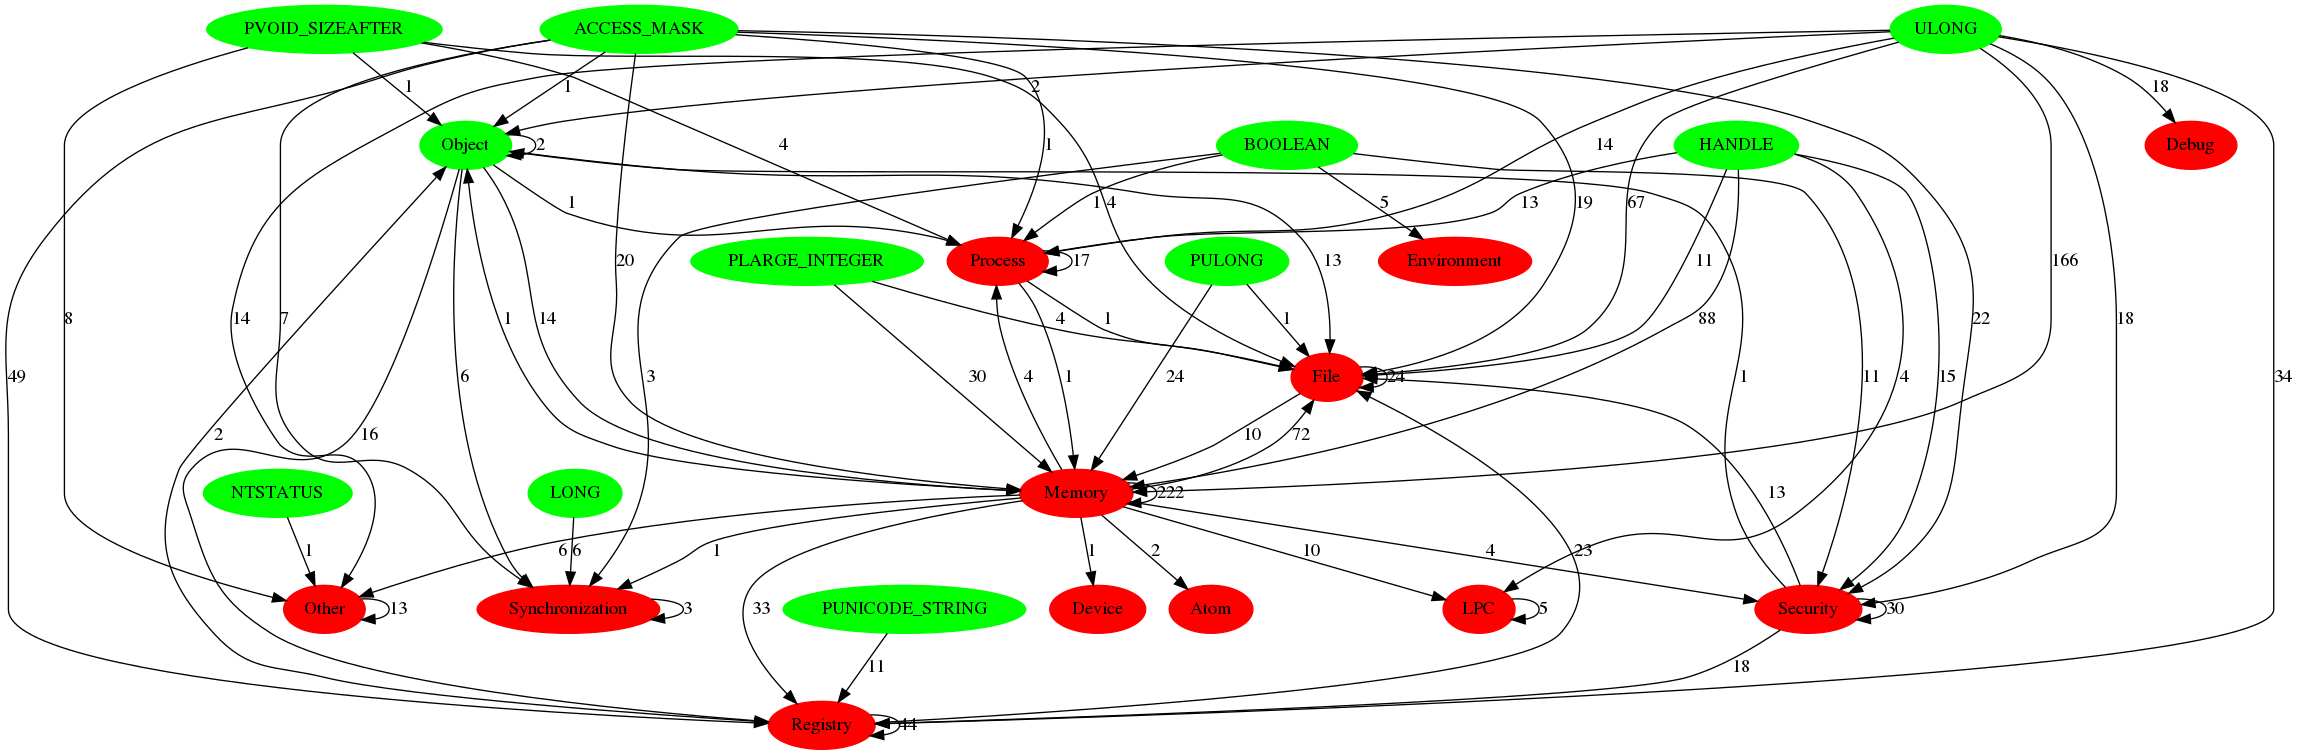 PVOID_SIZEAFTER
ACCESS_MASK
ULONG
1
1
2
18
Object
2
4
1
14
BOOLEAN
HANDLE
Debug
1
1
4
5
13
19
67
20
PLARGE_INTEGER
Process
17
PULONG
13
Environment
11
166
8
14
7
1
14
4
1
1
88
4
22
18
49
6
3
30
4
1
24
File
24
1
11
15
34
2
16
10
72
NTSTATUS
LONG
Memory
222
13
1
6
6
1
1
2
10
23
4
Other
13
Synchronization
3
33
PUNICODE_STRING
Device
Atom
LPC
5
Security
30
11
18
Registry
44